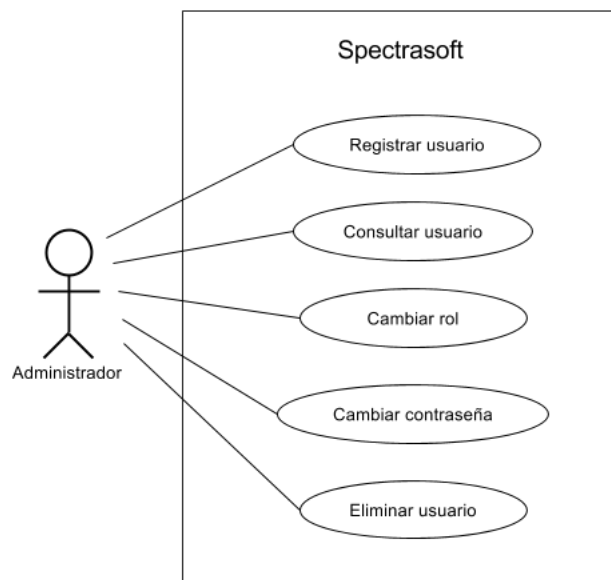 Spectrasoft
Registrar usuario
Consultar usuario
Cambiar rol
Administrador
Cambiar contraseña
Eliminar usuario